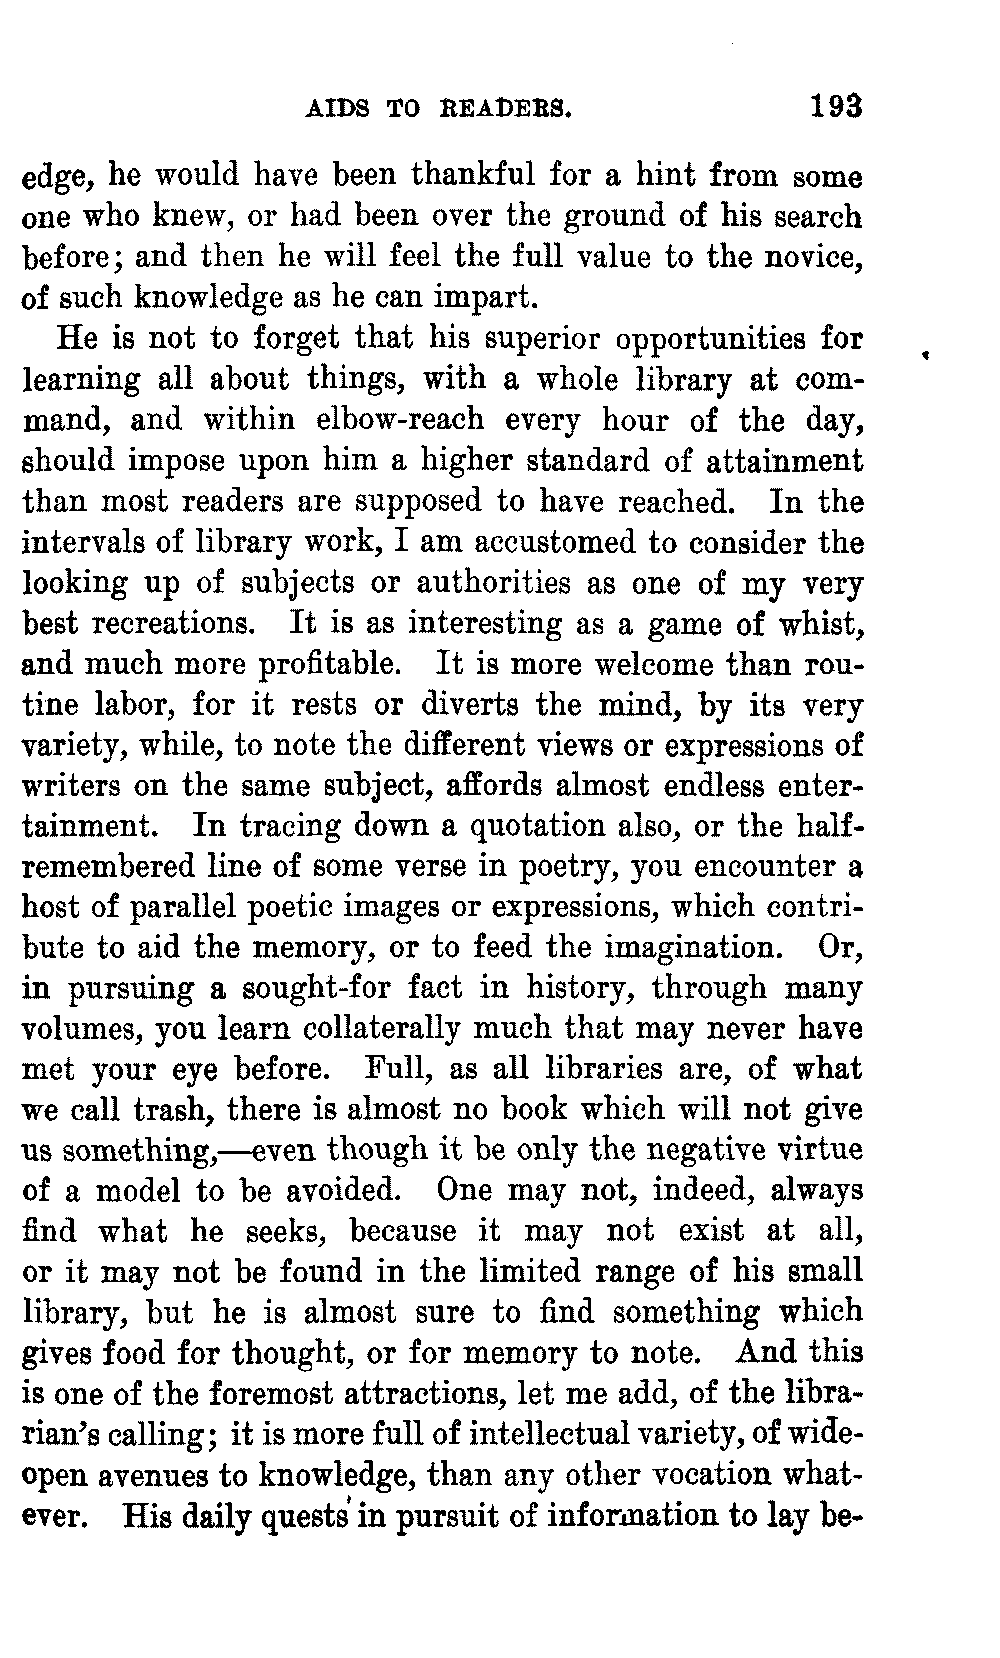 AIDS TO READERS. 193
edge, he would have been thankful for a hint from some
one who knew, or had been over the ground of his search
before; and then he will feel the full value to the novice,
of such knowledge as he can impart.
He is not to forget that his superior opportunities for
learning all about things, with a whole library at com-
mand, and within elbow-reach every hour of the day,
should impose upon him a higher standard of attainment
than most readers are supposed to have reached. In the
intervals of library work, I am accustomed to consider the
looking up of subjects or authorities as one of my very
best recreations. It is as interesting as a game of whist,
and much more profitable. It is more welcome than rou-
tine labor, for it rests or diverts the mind, by its very
variety, while, to note the different views or expressions of
writers on the same subject, affords almost endless enter-
tainment. In tracing down a quotation also, or the half-
remembered line of some verse in poetry, you encounter a
host of parallel poetic images or expressions, which contri-
bute to aid the memory, or to feed the imagination. Or,
in pursuing a sought-for fact in history, through many
volumes, you learn collaterally much that may never have
met your eye before. Full, as all libraries are, of what
we call trash, there is almost no book which will not give
us something,—even though it be only the negative virtue
of a model to be avoided. One may not, indeed, always
find what he seeks, because it may not exist at all,
or it may not be found in the limited range of his small
library, but he is almost sure to find something which
gives food for thought, or for memory to note. And this
is one of the foremost attractions, let me add, of the libra-
rian's calling; it is more full of intellectual variety, of wide-
open avenues to knowledge, than any other vocation what-
ever. His daily quests in pursuit of information to lay be-